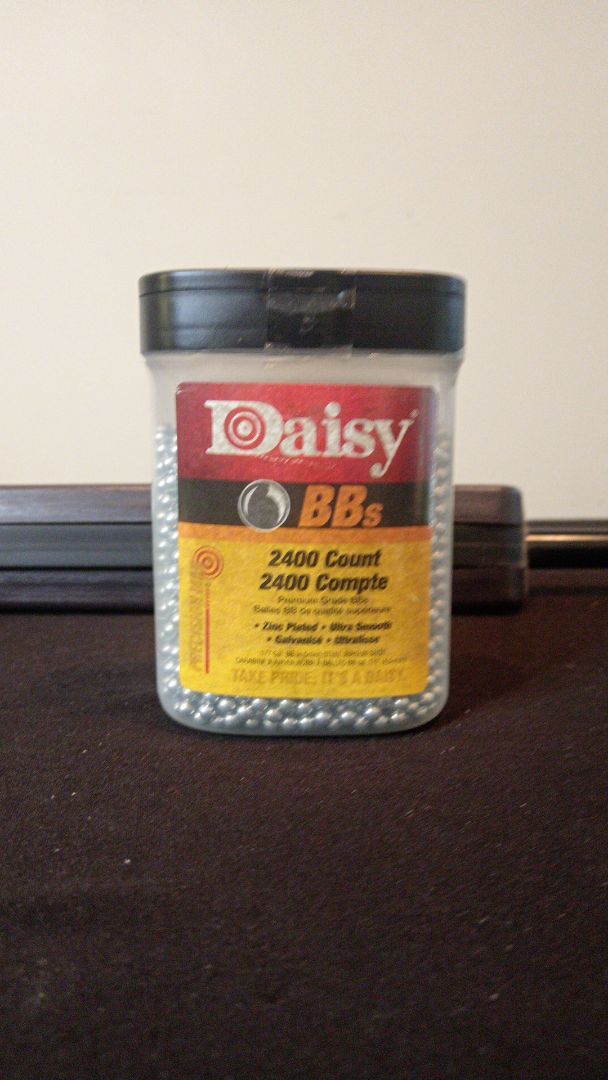 Daisy®
BBs
2400 Count
2400 Compte
Premium Grade BBs
Balles BB de qualité supérieure
• Zinc Plated • Ultra Smooth
• Galvanisé • Ultralisse
TAKE PRIDE, IT'S A DAISY.